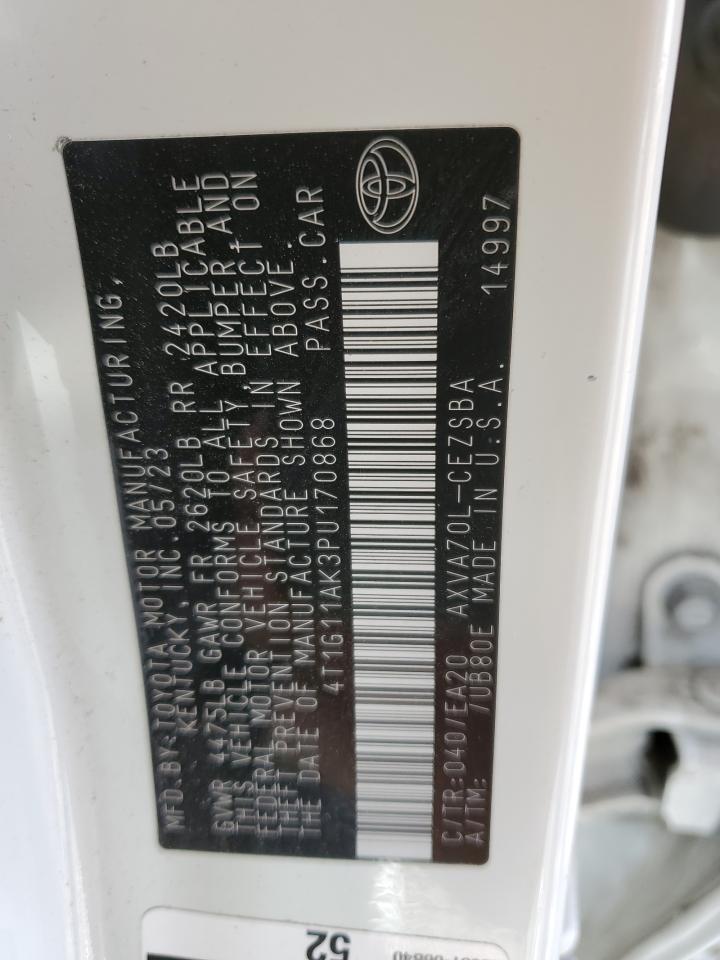 MFD.BY:TOYOTA MOTOR MANUFACTURING,
KENTUCKY, INC.05/23
GVWR 4475LB GAWR FR 2620LB RR 2420LB
THIS VEHICLE CONFORMS TO ALL APPLICABLE
FEDERAL MOTOR VEHICLE SAFETY,BUMPER,AND
THEFT PREVENTION STANDARDS IN EFFECT ON
THE DATE OF MANUFACTURE SHOWN ABOVE.
4T1G11AK3PU170868 PASS.CAR
C/TR:040/EA20 AXVA70L-CEZSBA
A/TM: /UB80E MADE IN U.S.A. 14997
52